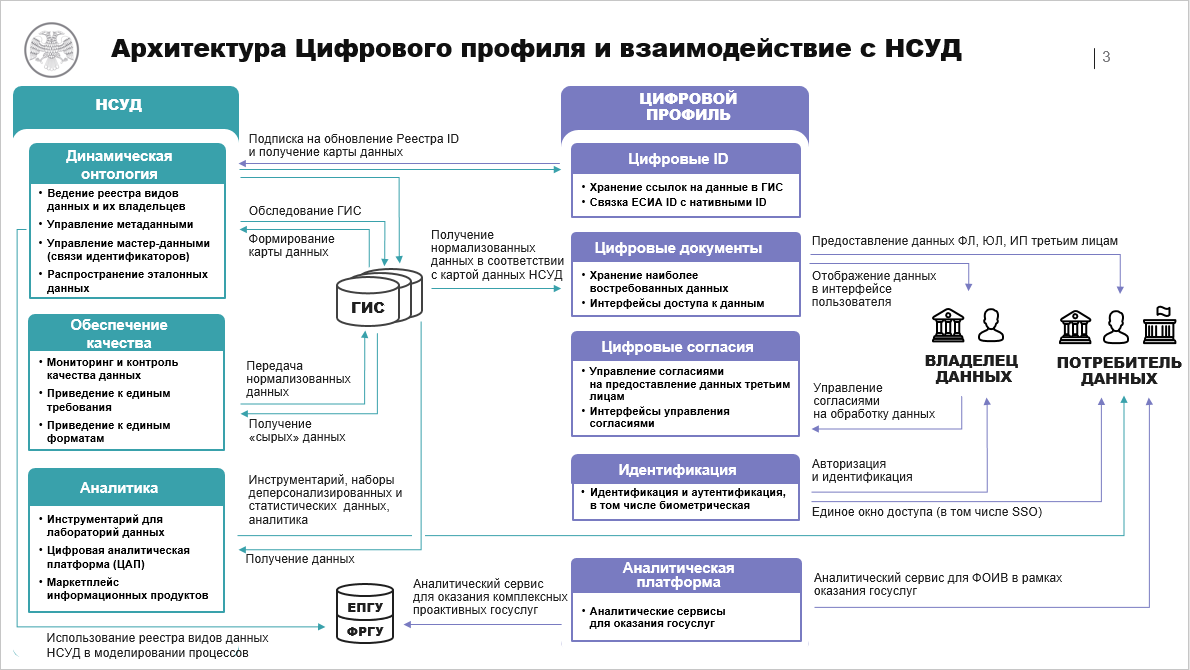 Архитектура Цифрового профиля и взаимодействие с НСУД
3
НСУД
Динамическая
онтология
• Ведение реестра видов
данных и их владельцев
• Управление метаданными
• Управление мастер-данными
(связи идентификаторов)
• Распространение эталонных
данных
Обеспечение
качества
• Мониторинг и контроль
качества данных
• Приведение к единым
требования
• Приведение к единым
форматам
Аналитика
• Инструментарий для
лабораторий данных
• Цифровая аналитическая
платформа (ЦАП)
• Маркетплейс
информационных продуктов
Подписка на обновление Реестра ID
и получение карты данных
Обследование ГИС
Формирование
карты данных
ГИС
Получение
нормализованных
данных в соответствии
с картой данных НСУД
Передача
нормализованных
данных
Получение
«сырых» данных
Инструментарий, наборы
деперсонализированных и
статистических данных,
аналитика
Получение данных
ЕПГУ
ФРГУ
Аналитический сервис
для оказания комплексных
проактивных госуслуг
Использование реестра видов данных
НСУД в моделировании процессов
ЦИФРОВОЙ
ПРОФИЛЬ
Цифровые ID
• Хранение ссылок на данные в ГИС
• Связка ЕСИА ID с нативными ID
Цифровые документы
• Хранение наиболее
востребованных данных
• Интерфейсы доступа к данным
Цифровые согласия
• Управление согласиями
на предоставление данных третьим
лицам
• Интерфейсы управления
согласиями
Идентификация
• Идентификация и аутентификация,
в том числе биометрическая
Аналитическая
платформа
• Аналитические сервисы
для оказания госуслуг
Предоставление данных ФЛ, ЮЛ, ИП третьим лицам
Отображение данных
в интерфейсе
пользователя
ВЛАДЕЛЕЦ
ДАННЫХ
ПОТРЕБИТЕЛЬ
ДАННЫХ
Управление
согласиями
на обработку данных
Авторизация
и идентификация
Единое окно доступа (в том числе SSO)
Аналитический сервис для ФОИВ в рамках
оказания госуслуг